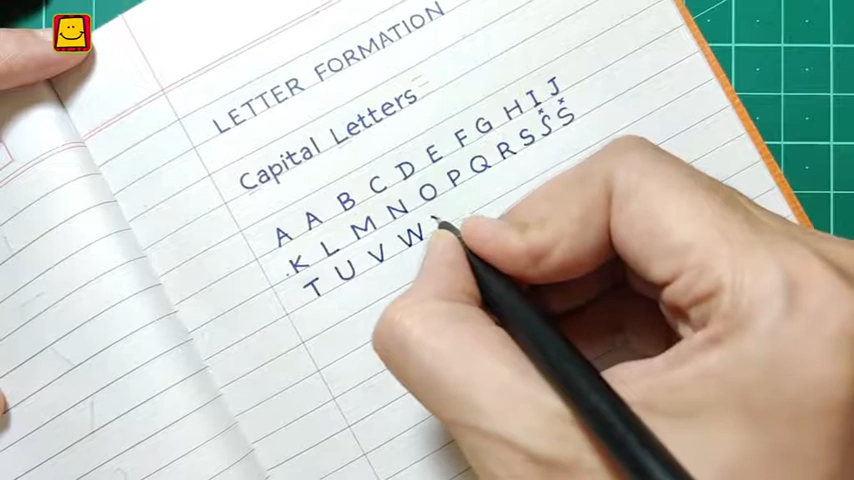 LETTER FORMATION
Capital Letters
A A B C D E F G H I J
K L M N O P Q R S S S
T U V W